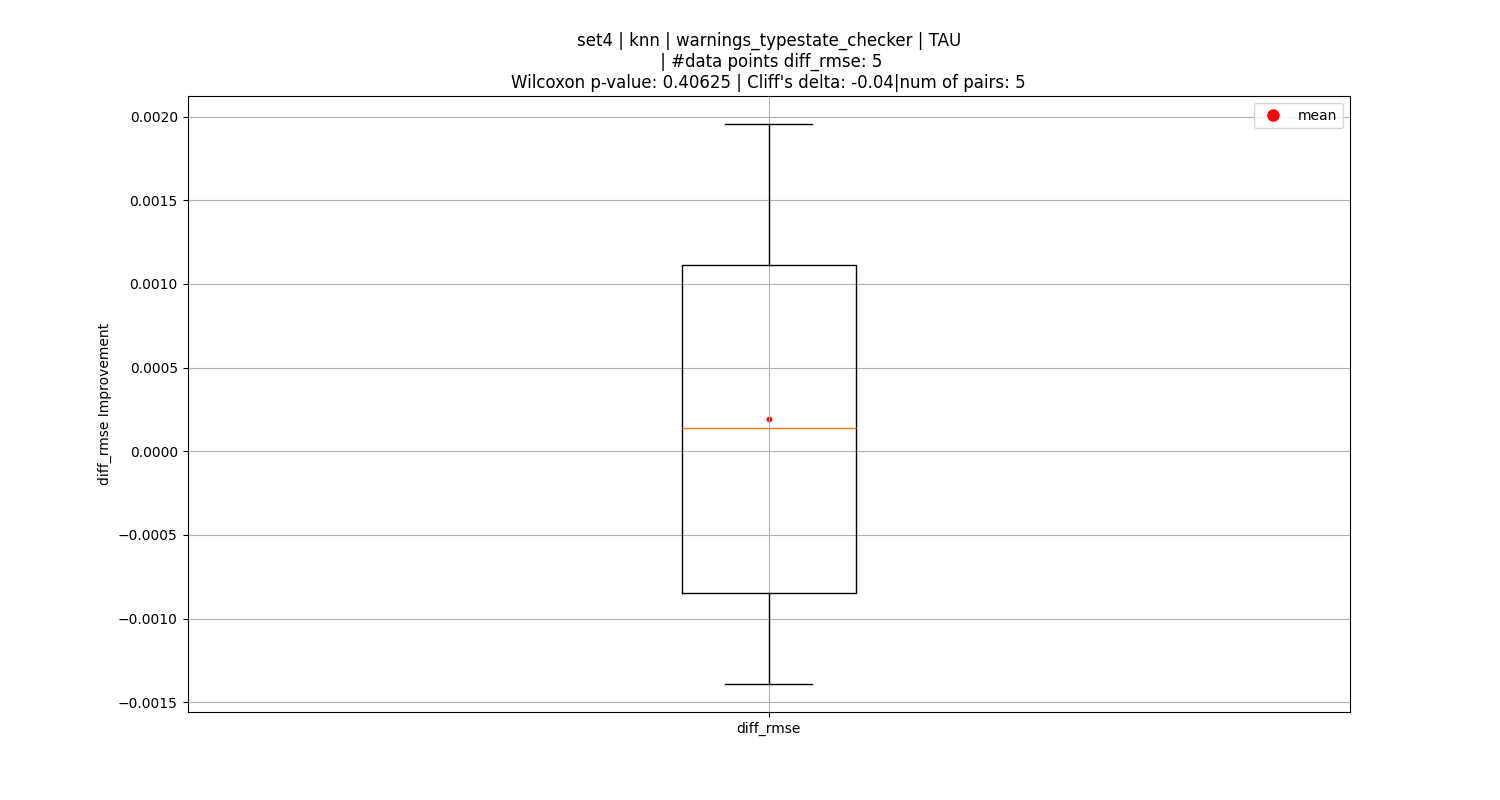 set4 | knn | warnings_typestate_checker | TAU
| #data points diff_rmse: 5
Wilcoxon p-value: 0.40625 | Cliff's delta: -0.04|num of pairs: 5
mean
0.0020
0.0015
0.0010
0.0005
0.0000
−0.0005
−0.0010
−0.0015
diff_rmse Improvement
diff_rmse